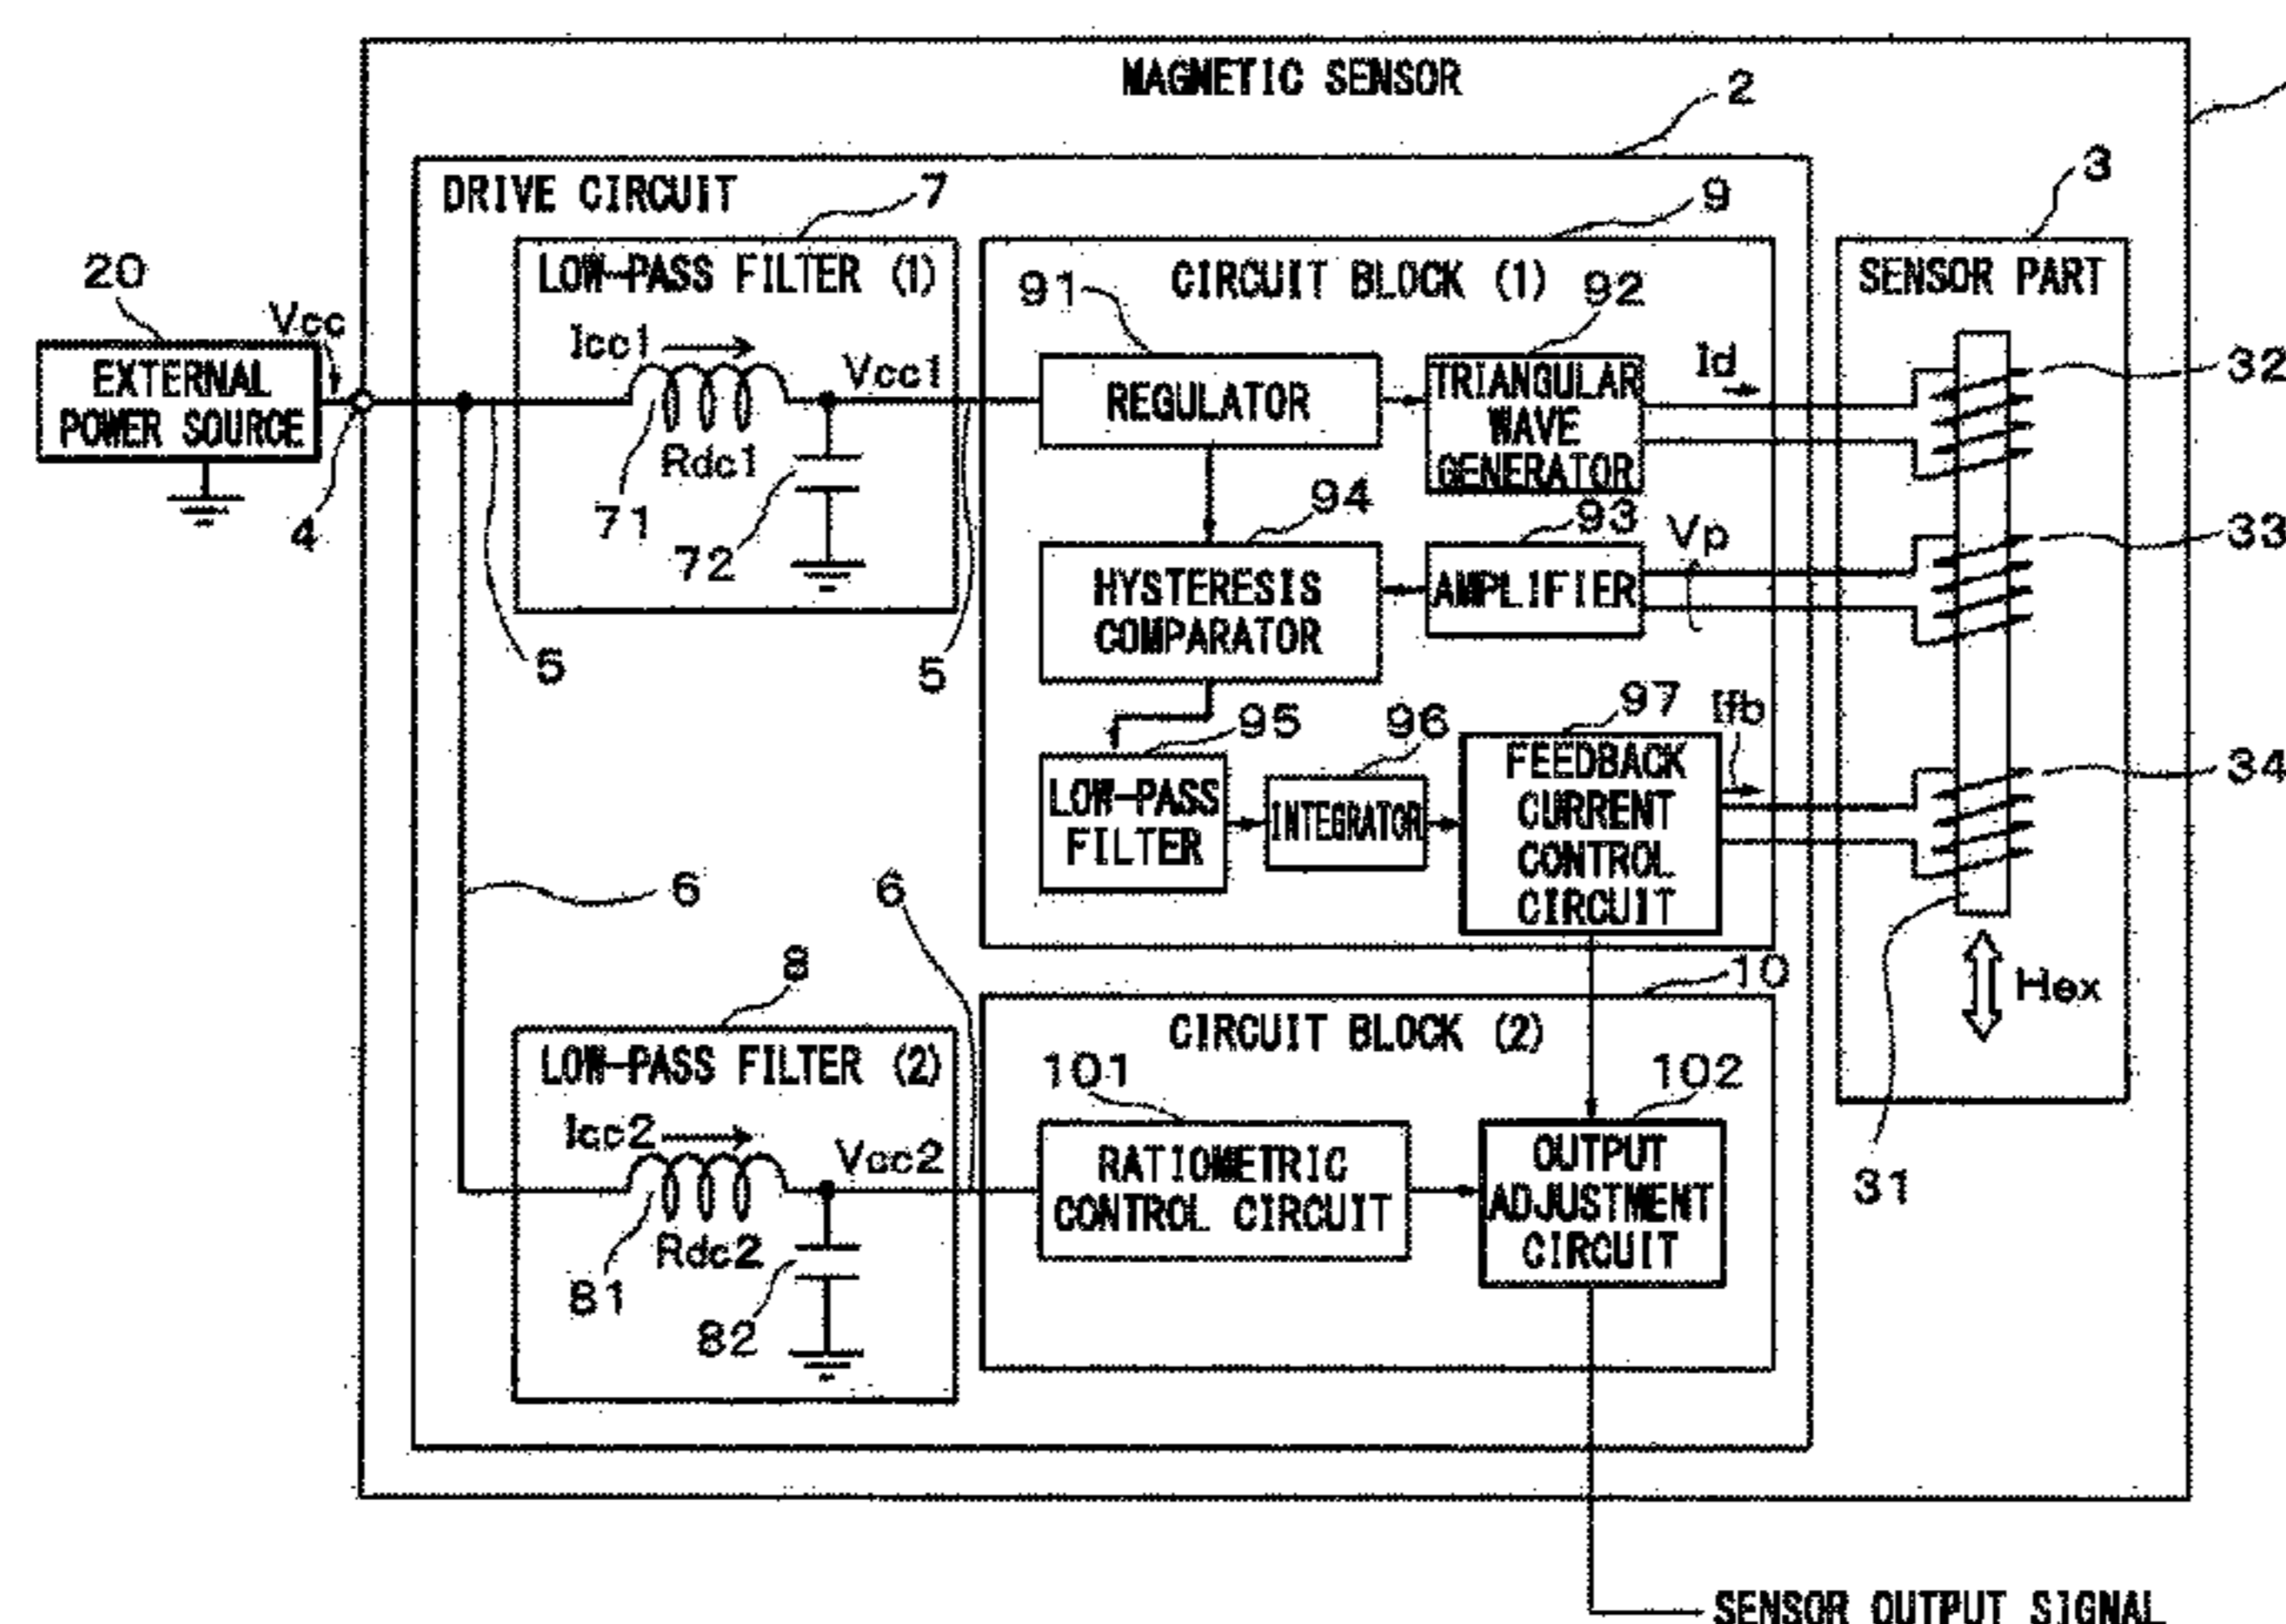 MAGNETIC SENSOR
2
DRIVE CIRCUIT
7
9
3
20
Vcc
EXTERNAL
POWER SOURCE
4
LOW-PASS FILTER (1)
Icc1
Vcc1
Rdc1
71
72
5
5
CIRCUIT BLOCK (1)
91
92
REGULATOR
TRIANGULAR
WAVE
GENERATOR
Id
94
93
HYSTERESIS
COMPARATOR
AMPLIFIER
Vp
95
96
97
Ifb
LOW-PASS
FILTER
INTEGRATOR
FEEDBACK
CURRENT
CONTROL
CIRCUIT
SENSOR PART
32
33
34
31
Hex
6
6
8
LOW-PASS FILTER (2)
Icc2
Vcc2
Rdc2
81
82
10
CIRCUIT BLOCK (2)
101
102
RATIOMETRIC
CONTROL CIRCUIT
OUTPUT
ADJUSTMENT
CIRCUIT
SENSOR OUTPUT SIGNAL